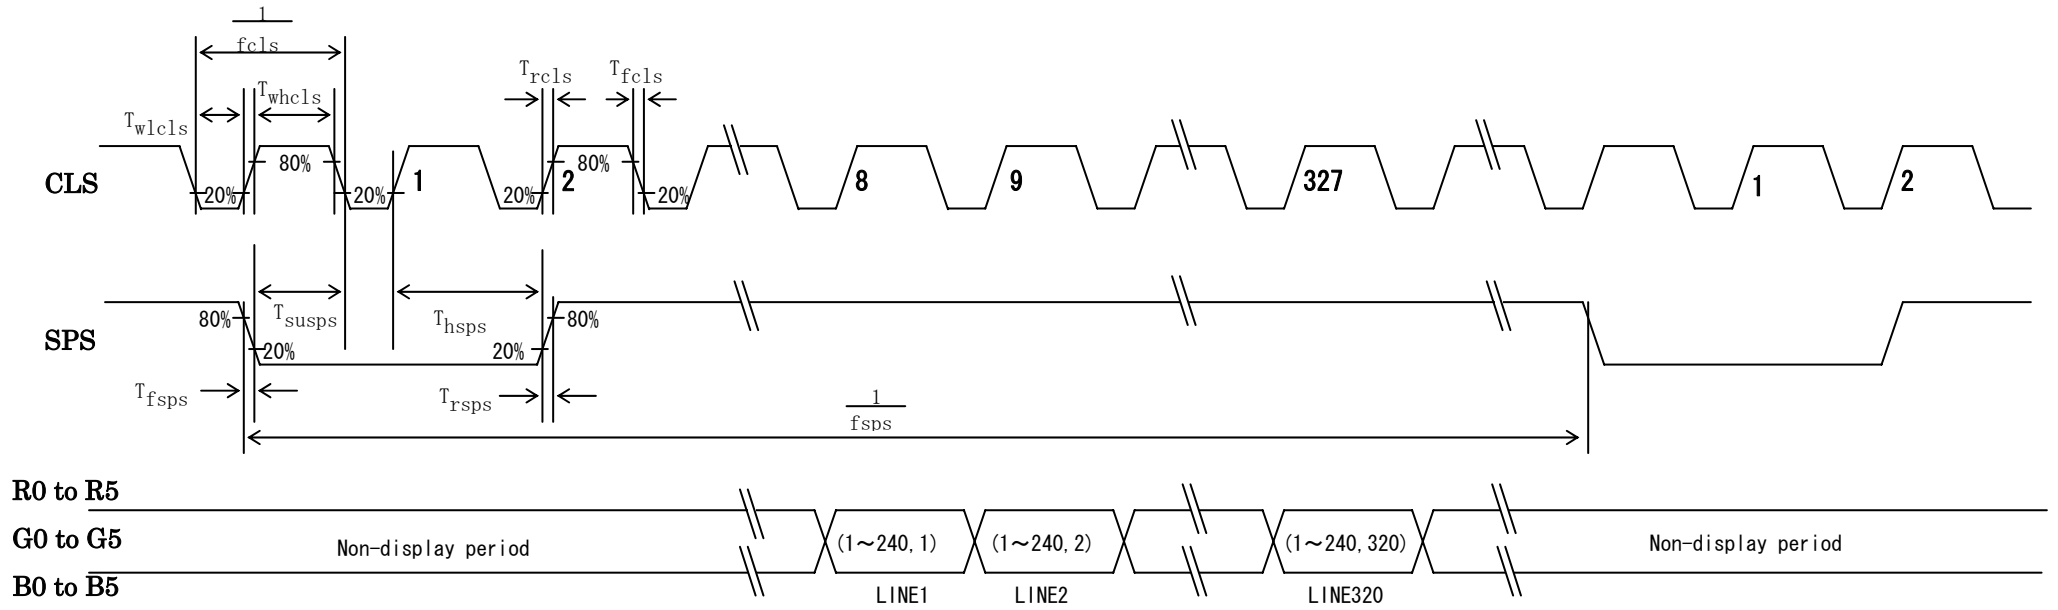 1
fcls
Trcls Tfcls
Twhcls
Twlcls
80% 80%
CLS 20% 20% 1 20% 2 20% 8 9 327 1 2
Tsusps Thsps
80% 80%
SPS
20% 20%
Tfsps Trsps
1
fsps
R0 to R5
G0 to G5 Non-display period (1～240,1) (1～240,2) (1～240,320) Non-display period
B0 to B5 LINE1 LINE2 LINE320